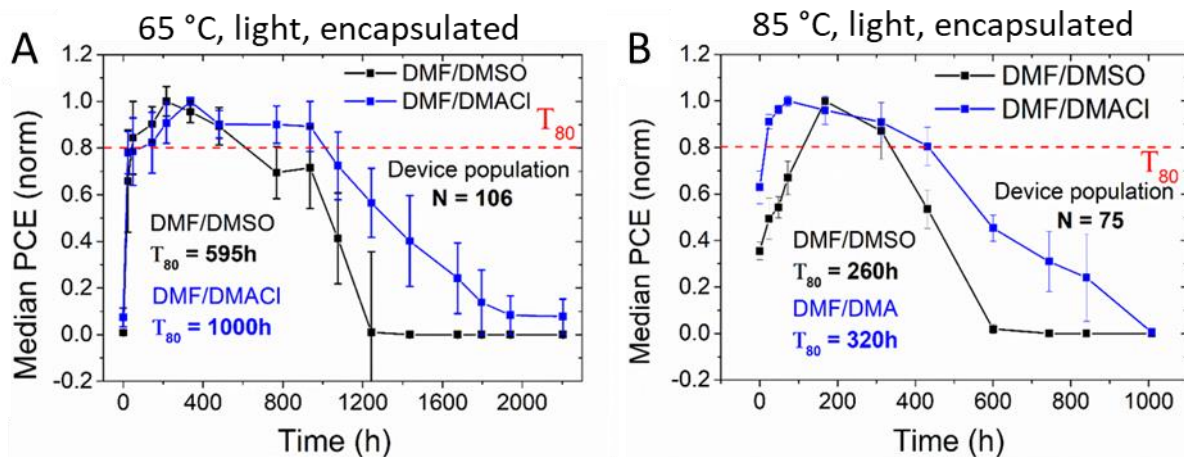 65 °C, light, encapsulated
A
1.2
1.0
0.8
0.6
0.4
0.2
0.0
-0.2
Median PCE (norm)
DMF/DMSO
DMF/DMACl
T80
Device population
N = 106
DMF/DMSO
T80 = 595h
DMF/DMACl
T80 = 1000h
0 400 800 1200 1600 2000
Time (h)
85 °C, light, encapsulated
B
1.2
1.0
0.8
0.6
0.4
0.2
0.0
-0.2
Median PCE (norm)
DMF/DMSO
DMF/DMACl
T80
Device population
N = 75
DMF/DMSO
T80 = 260h
DMF/DMA
T80 = 320h
0 200 400 600 800 1000
Time (h)